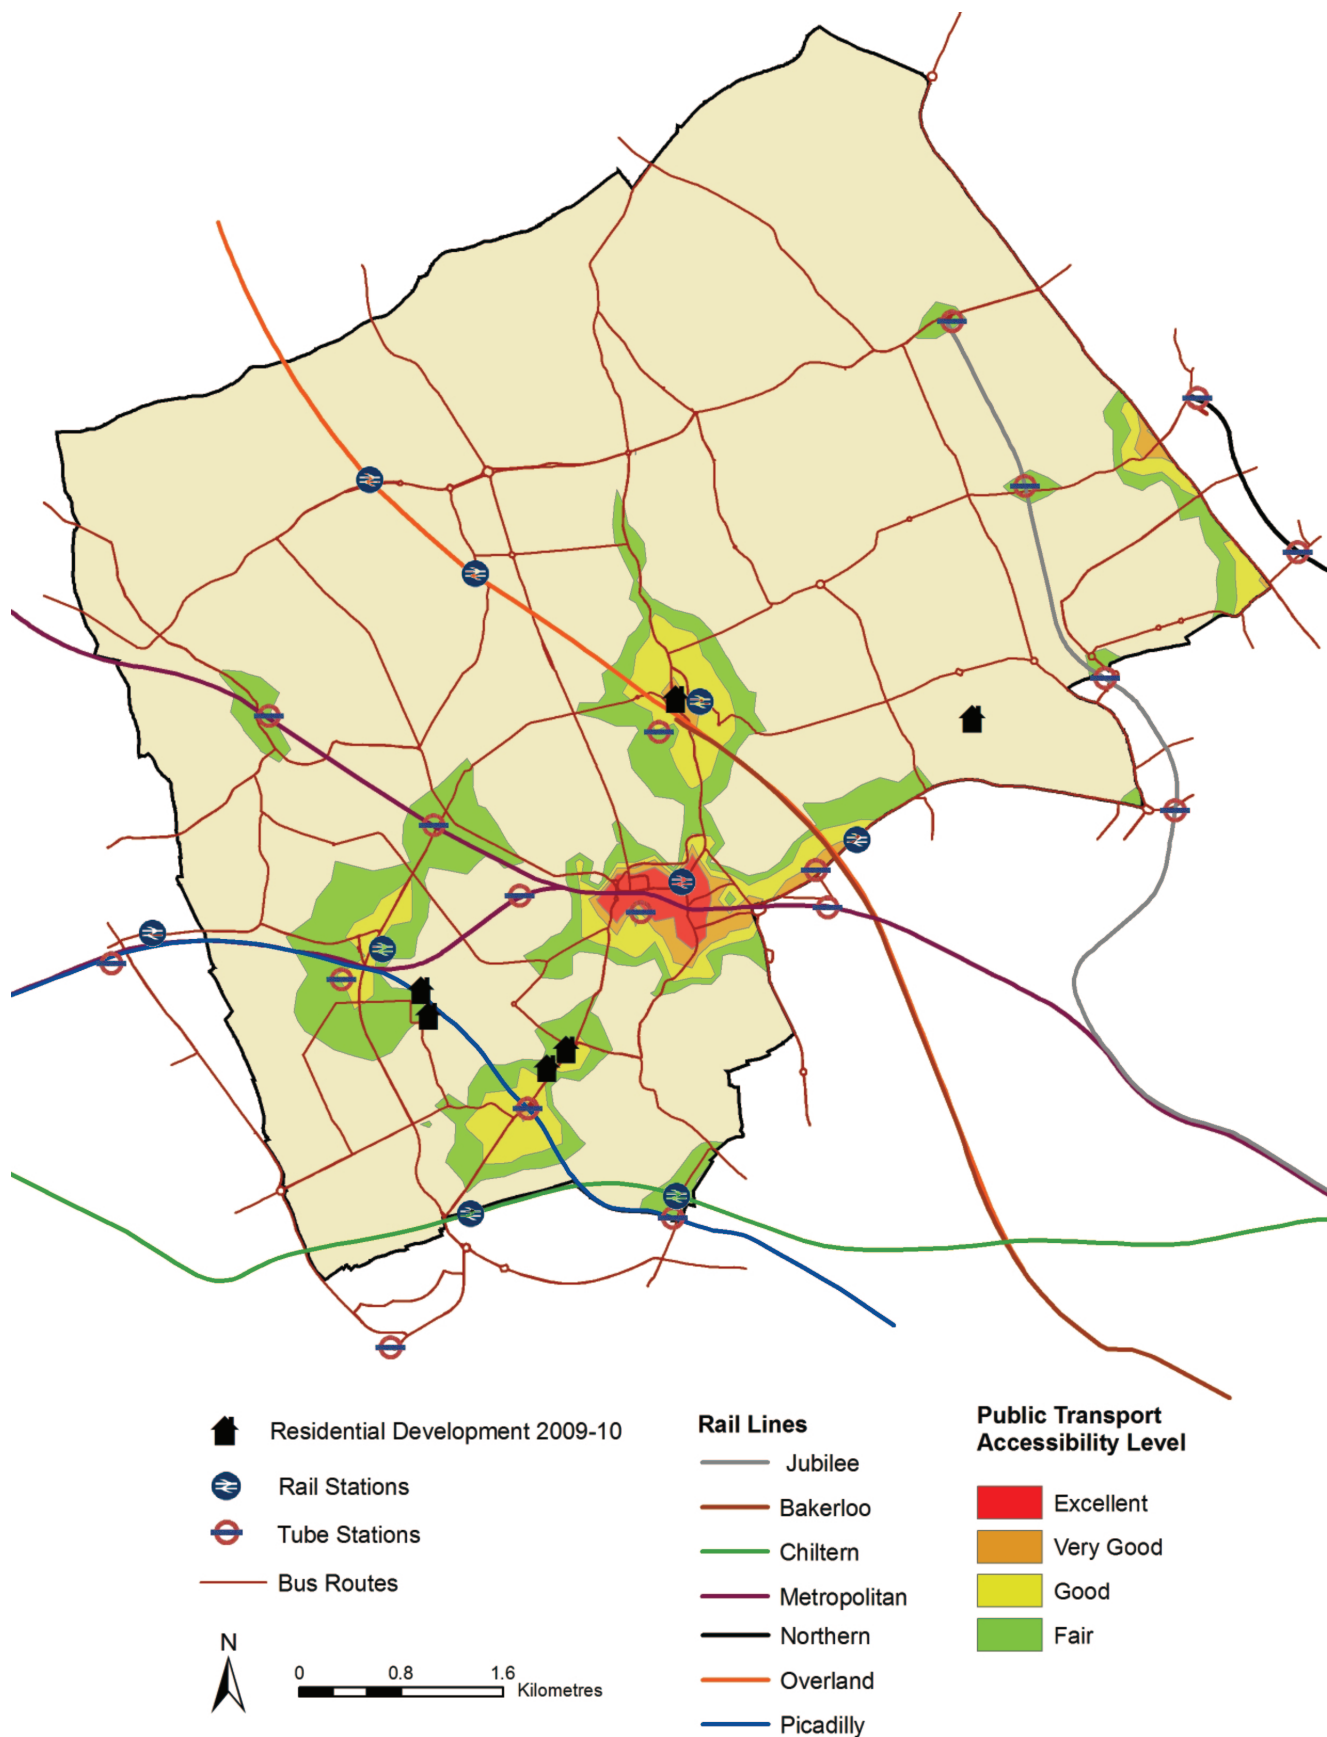 Residential Development 2009-10
Rail Stations
Tube Stations
Bus Routes
N
0 0.8 1.6
Kilometres
Rail Lines
Jubilee
Bakerloo
Chiltern
Metropolitan
Northern
Overland
Picadilly
Public Transport
Accessibility Level
Excellent
Very Good
Good
Fair